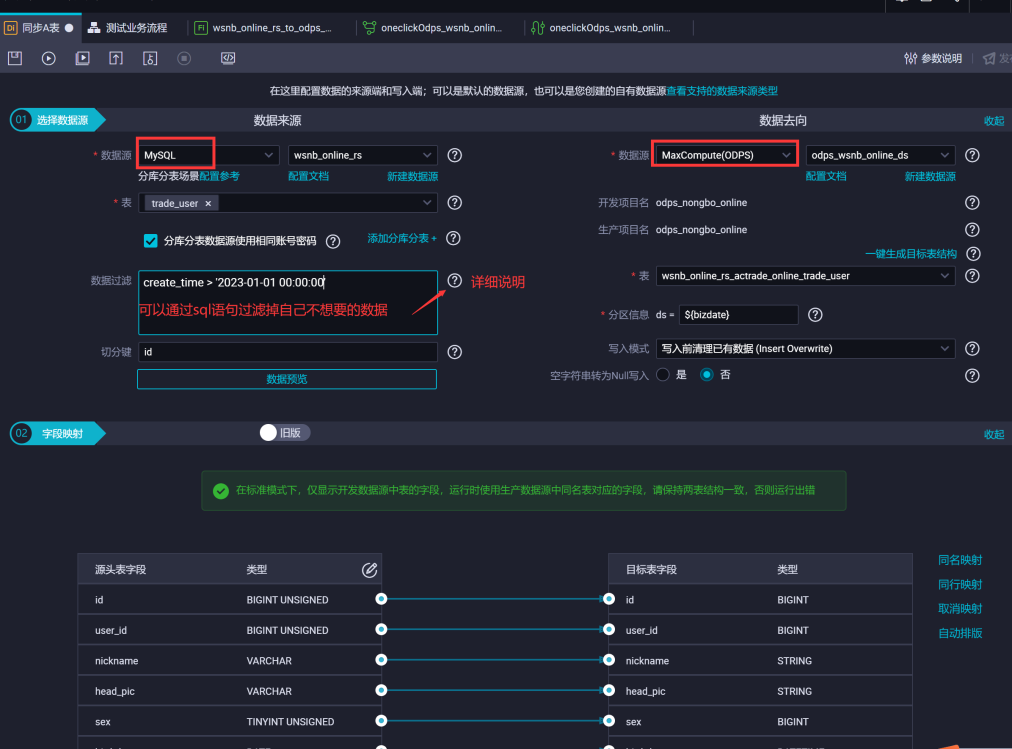 DI 同步A表
测试业务流程
FI wsnb_online_rs_to_odps_...
oneclickOdps_wsnb_onlin...
oneclickOdps_wsnb_onlin...
参数说明
在这里配置数据的来源端和写入端；可以是默认的数据源，也可以是您创建的自有数据源查看支持的数据来源类型
01 选择数据源
数据来源
数据去向
收起
* 数据源 MySQL wsnb_online_rs
分库分表场景配置参考 配置文档 新建数据源
* 表 trade_user ×
分库分表数据源使用相同账号密码 添加分库分表 +
数据过滤 create_time > '2023-01-01 00:00:00'
可以通过sql语句过滤掉自己不想要的数据
详细说明
切分键 id
数据预览
* 数据源 MaxCompute(ODPS) odps_wsnb_online_ds
配置文档 新建数据源
开发项目名 odps_nongbo_online
生产项目名 odps_nongbo_online
一键生成目标表结构
* 表 wsnb_online_rs_actrade_online_trade_user
* 分区信息 ds = ${bizdate}
写入模式 写入前清理已有数据 (Insert Overwrite)
空字符串转为Null写入 是 否
02 字段映射
旧版
收起
在标准模式下，仅显示开发数据源中表的字段，运行时使用生产数据源中同名表对应的字段，请保持两表结构一致，否则运行出错
源头表字段 类型 目标表字段 类型
id BIGINT UNSIGNED id BIGINT
user_id BIGINT UNSIGNED user_id BIGINT
nickname VARCHAR nickname STRING
head_pic VARCHAR head_pic STRING
sex TINYINT UNSIGNED sex BIGINT
同名映射
同行映射
取消映射
自动排版